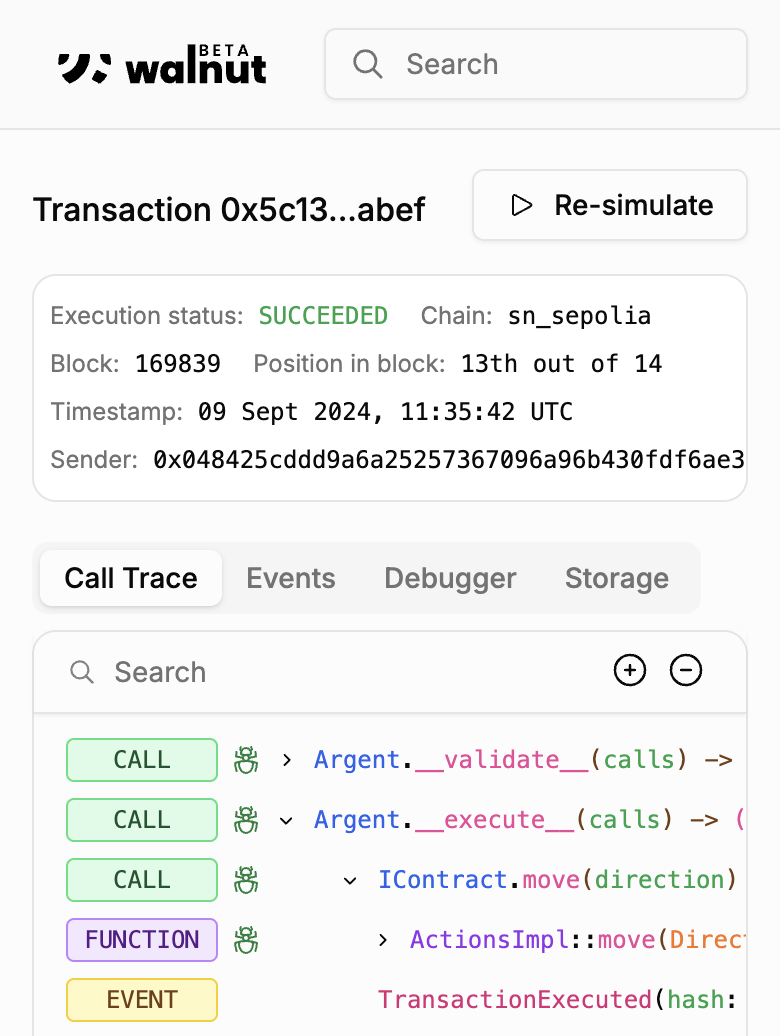 walnut BETA
Search
Transaction 0x5c13...abef
Re-simulate
Execution status: SUCCEEDED Chain: sn_sepolia
Block: 169839 Position in block: 13th out of 14
Timestamp: 09 Sept 2024, 11:35:42 UTC
Sender: 0x048425cddd9a6a25257367096a96b430fdf6ae3
Call Trace Events Debugger Storage
Search
CALL > Argent.__validate__(calls) ->
CALL Argent.__execute__(calls) -> (
CALL IContract.move(direction)
FUNCTION > ActionsImpl::move(Direc
EVENT TransactionExecuted(hash: